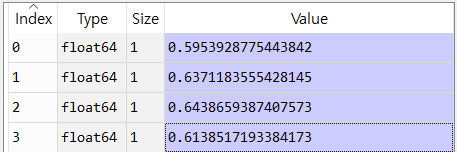 Index Type Size Value
0 float64 1 0.5953928775443842
1 float64 1 0.6371183555428145
2 float64 1 0.6438659387407573
3 float64 1 0.6138517193384173